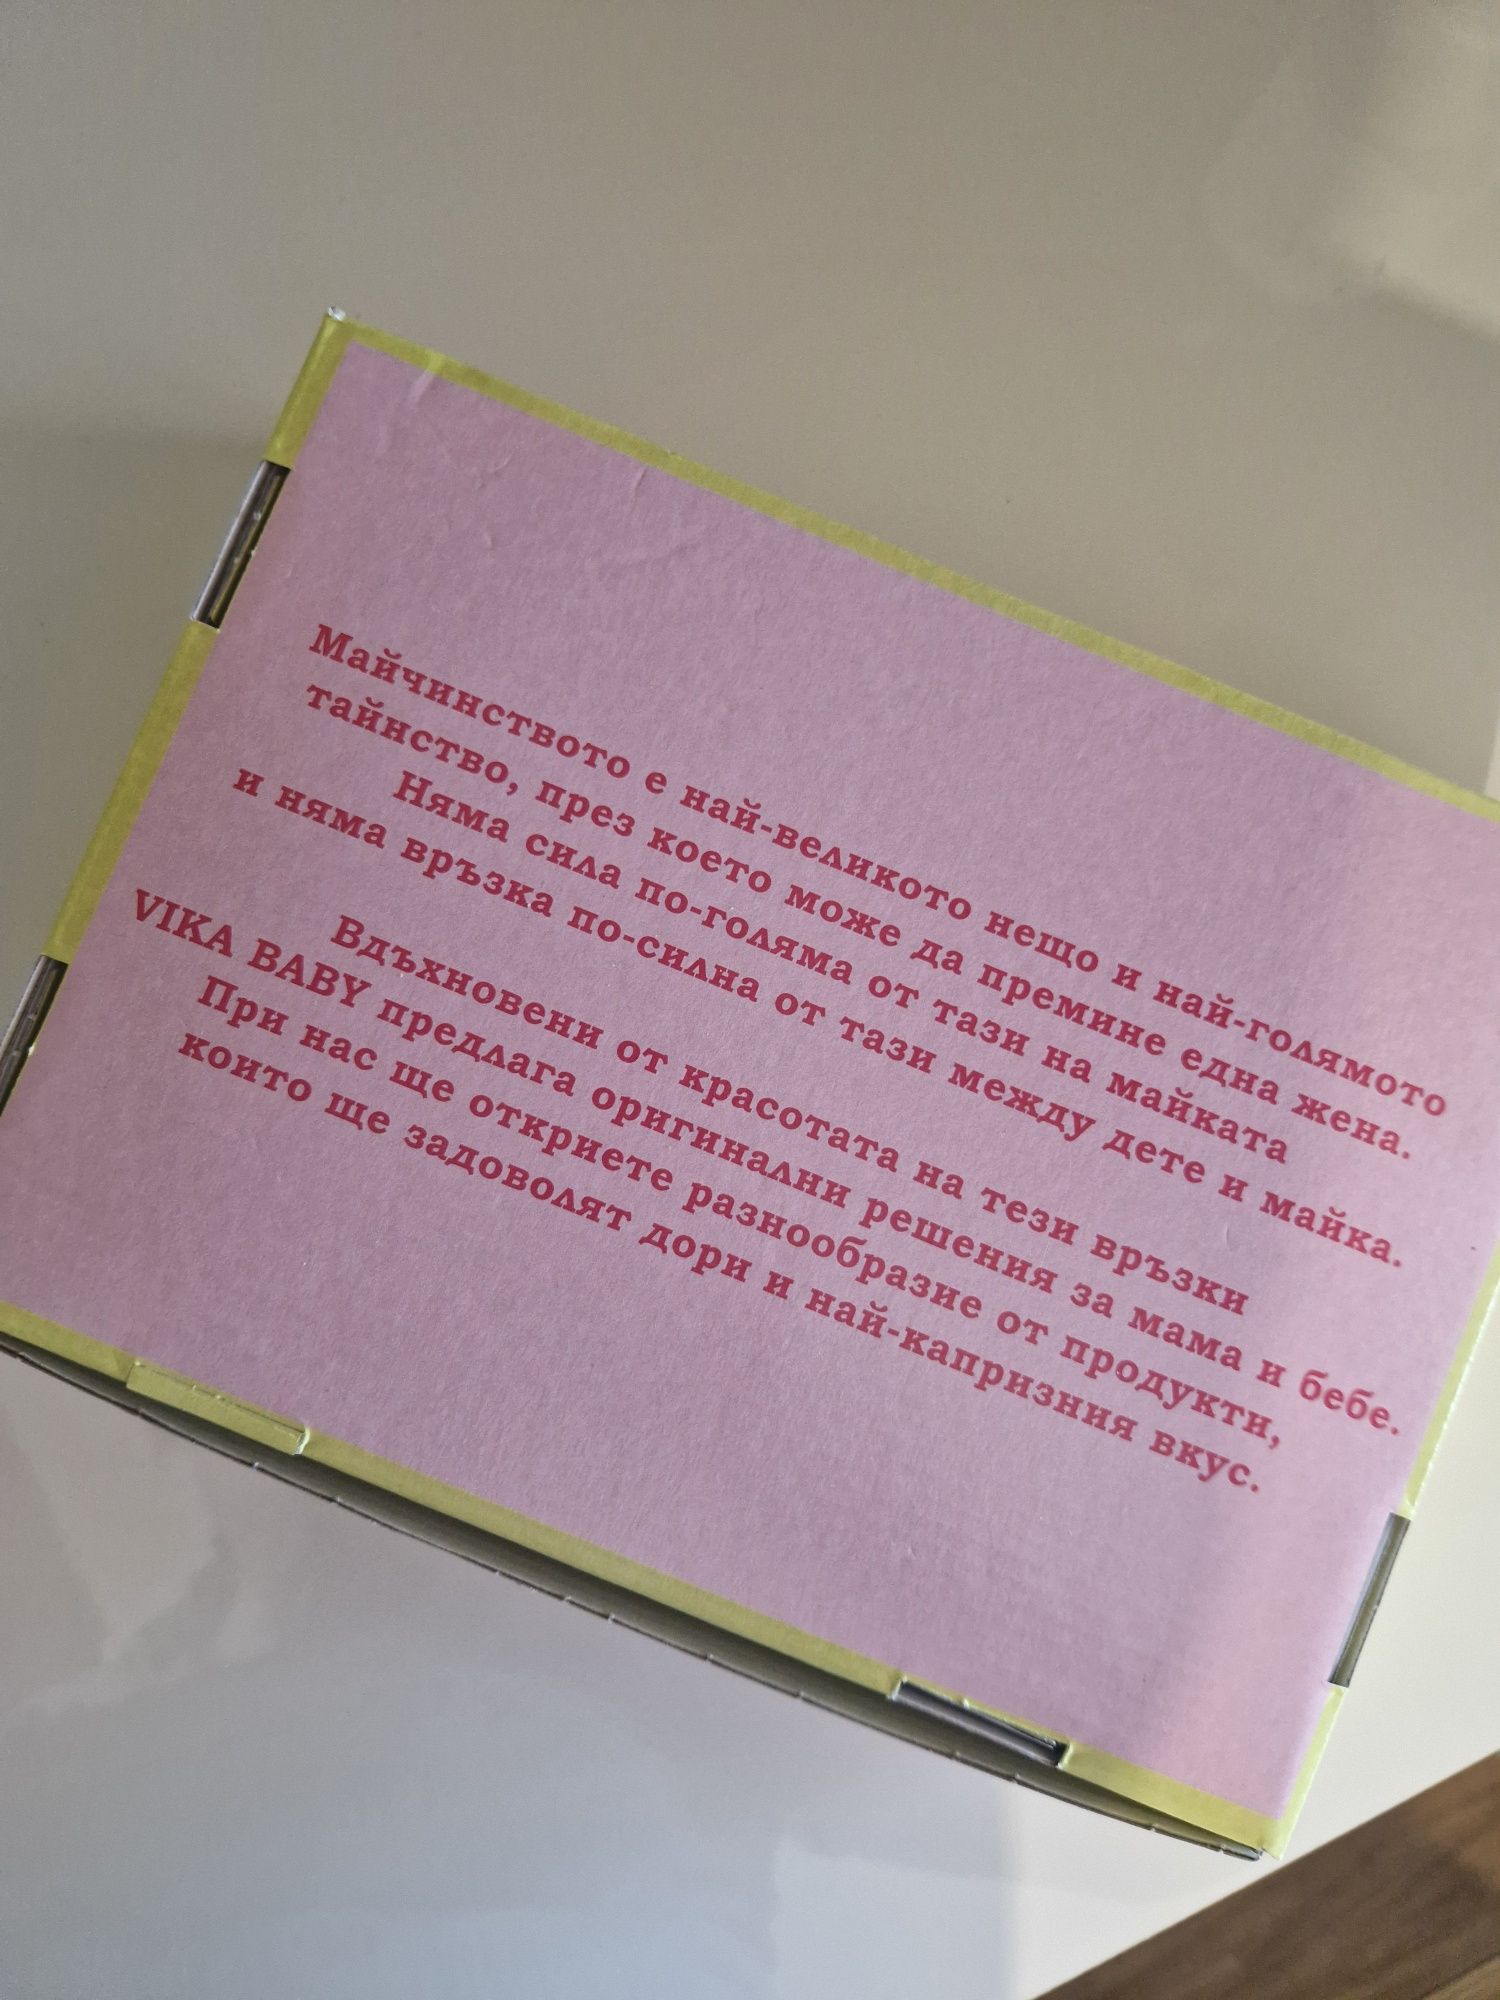 Майчинството е най-великото нещо и най-голямото
тайнство, през което може да премине една жена.
Няма сила по-голяма от тази на майката
и няма връзка по-силна от тази между дете и майка.
Вдъхновени от красотата на тези връзки
VIKA BABY предлага оригинални решения за мама и бебе.
При нас ще откриете разнообразие от продукти,
които ще задоволят дори и най-капризния вкус.